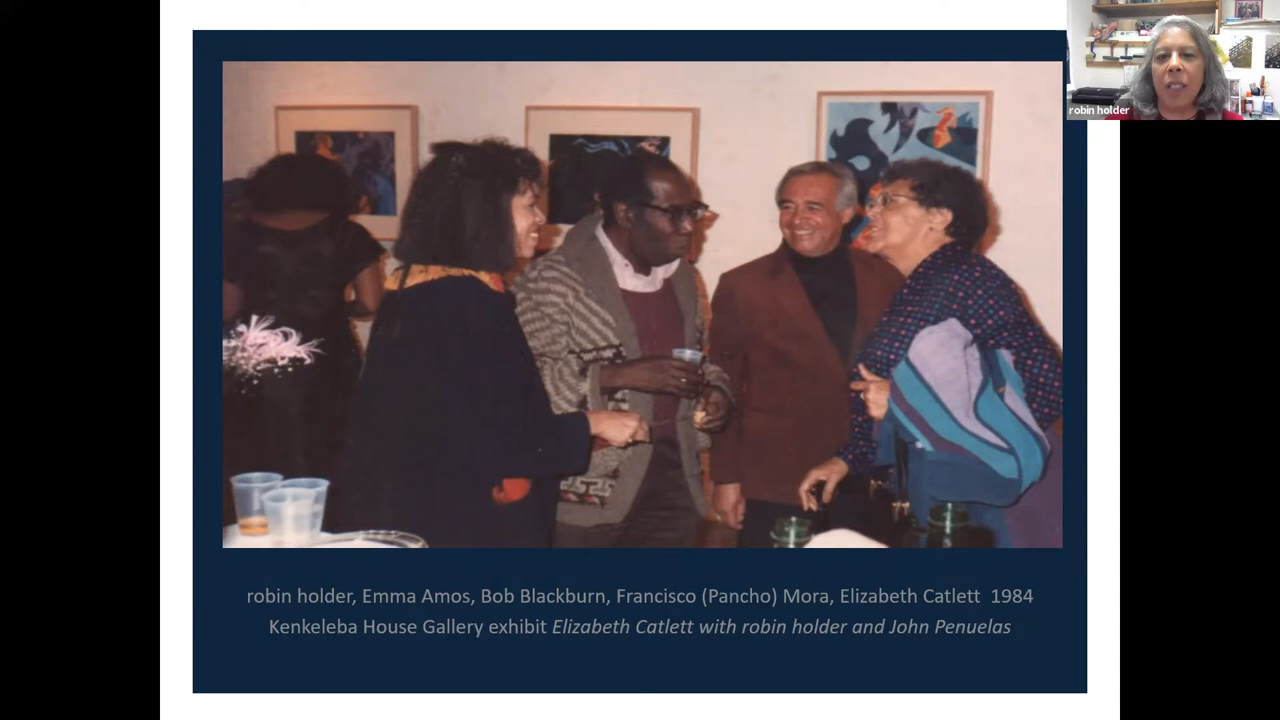 robin holder
robin holder, Emma Amos, Bob Blackburn, Francisco (Pancho) Mora, Elizabeth Catlett 1984
Kenkeleba House Gallery exhibit Elizabeth Catlett with robin holder and John Penuelas